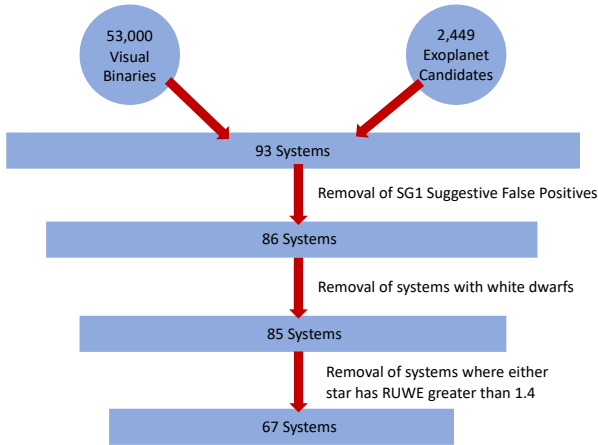 53,000
Visual
Binaries
2,449
Exoplanet
Candidates
93 Systems
Removal of SG1 Suggestive False Positives
86 Systems
Removal of systems with white dwarfs
85 Systems
Removal of systems where either
star has RUWE greater than 1.4
67 Systems